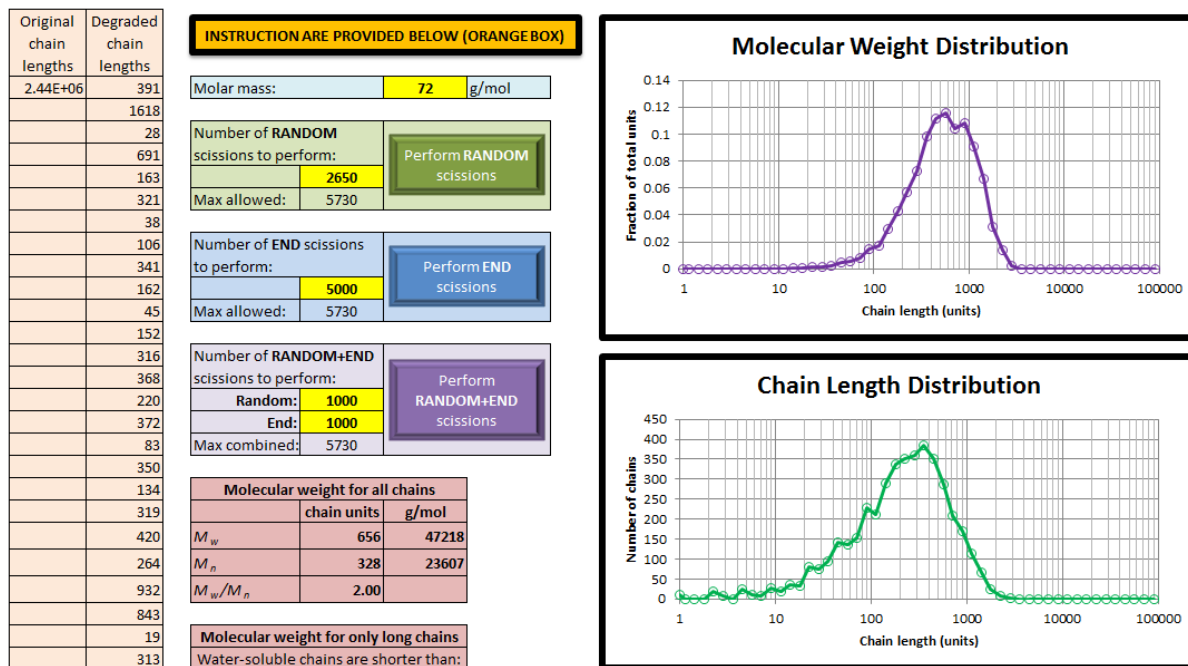 Original
chain
lengths
Degraded
chain
lengths
2.44E+06
391
1618
28
691
163
321
38
106
341
162
45
152
316
368
220
372
83
350
134
319
420
264
932
843
19
313
INSTRUCTION ARE PROVIDED BELOW (ORANGE BOX)
Molar mass: 72 g/mol
Number of RANDOM
scissions to perform:
2650
Max allowed: 5730
Perform RANDOM
scissions
Number of END scissions
to perform:
5000
Max allowed: 5730
Perform END
scissions
Number of RANDOM+END
scissions to perform:
Random: 1000
End: 1000
Max combined: 5730
Perform
RANDOM+END
scissions
Molecular weight for all chains
chain units g/mol
M w 656 47218
M n 328 23607
M w/M n 2.00
Molecular weight for only long chains
Water-soluble chains are shorter than:
Molecular Weight Distribution
Fraction of total units
0.14
0.12
0.1
0.08
0.06
0.04
0.02
0
1 10 100 1000 10000 100000
Chain length (units)
Chain Length Distribution
Number of chains
450
400
350
300
250
200
150
100
50
0
1 10 100 1000 10000 100000
Chain length (units)